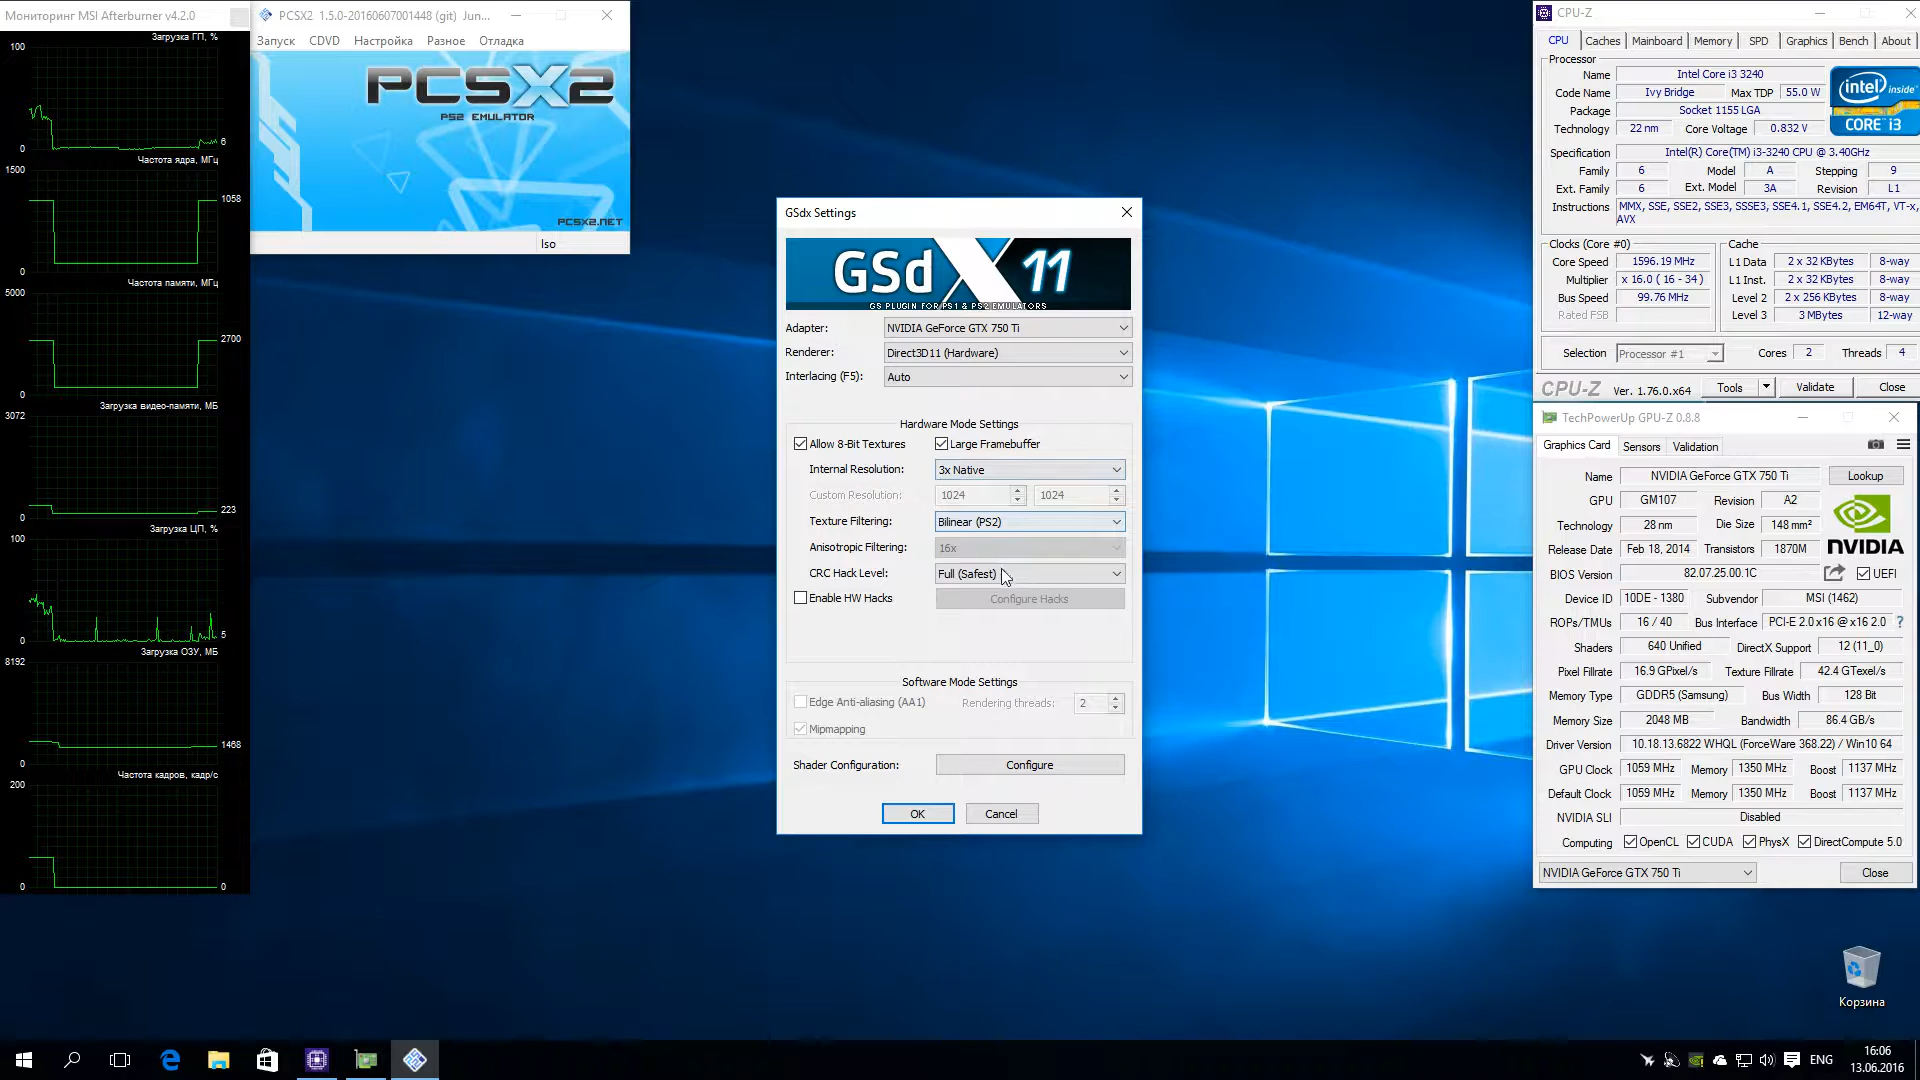 Мониторинг MSI Afterburner v4.2.0
Загрузка ГП, %
100
0
6
Частота ядра, МГц
1500
1058
0
Частота памяти, МГц
5000
2700
0
Загрузка видео-памяти, МБ
3072
223
0
Загрузка ЦП, %
100
5
0
Загрузка ОЗУ, МБ
8192
1468
0
Частота кадров, кадр/с
200
0
0
PCSX2 1.5.0-20160607001448 (git) Jun...
Запуск CDVD Настройка Разное Отладка
PCSX2
PS2 EMULATOR
PCSX2.NET
Iso
GSdx Settings
GSdX 11
GS PLUGIN FOR PS1 & PS2 EMULATORS
Adapter: NVIDIA GeForce GTX 750 Ti
Renderer: Direct3D11 (Hardware)
Interlacing (F5): Auto
Hardware Mode Settings
Allow 8-Bit Textures Large Framebuffer
Internal Resolution: 3x Native
Custom Resolution: 1024 1024
Texture Filtering: Bilinear (PS2)
Anisotropic Filtering: 16x
CRC Hack Level: Full (Safest)
Enable HW Hacks Configure Hacks
Software Mode Settings
Edge Anti-aliasing (AA1) Rendering threads: 2
Mipmapping
Shader Configuration: Configure
OK Cancel
CPU-Z
CPU Caches Mainboard Memory SPD Graphics Bench About
Processor
Name Intel Core i3 3240
Code Name Ivy Bridge Max TDP 55.0 W
Package Socket 1155 LGA
Technology 22 nm Core Voltage 0.832 V
intel inside
CORE i3
Specification Intel(R) Core(TM) i3-3240 CPU @ 3.40GHz
Family 6 Model A Stepping 9
Ext. Family 6 Ext. Model 3A Revision L1
Instructions MMX, SSE, SSE2, SSE3, SSSE3, SSE4.1, SSE4.2, EM64T, VT-x,
AVX
Clocks (Core #0) Cache
Core Speed 1596.19 MHz L1 Data 2 x 32 KBytes 8-way
Multiplier x 16.0 ( 16 - 34 ) L1 Inst. 2 x 32 KBytes 8-way
Bus Speed 99.76 MHz Level 2 2 x 256 KBytes 8-way
Rated FSB Level 3 3 MBytes 12-way
Selection Processor #1 Cores 2 Threads 4
CPU-Z Ver. 1.76.0.x64 Tools Validate Close
TechPowerUp GPU-Z 0.8.8
Graphics Card Sensors Validation
Name NVIDIA GeForce GTX 750 Ti Lookup
GPU GM107 Revision A2
Technology 28 nm Die Size 148 mm²
NVIDIA
Release Date Feb 18, 2014 Transistors 1870M
BIOS Version 82.07.25.00.1C UEFI
Device ID 10DE - 1380 Subvendor MSI (1462)
ROPs/TMUs 16 / 40 Bus Interface PCI-E 2.0 x16 @ x16 2.0 ?
Shaders 640 Unified DirectX Support 12 (11_0)
Pixel Fillrate 16.9 GPixel/s Texture Fillrate 42.4 GTexel/s
Memory Type GDDR5 (Samsung) Bus Width 128 Bit
Memory Size 2048 MB Bandwidth 86.4 GB/s
Driver Version 10.18.13.6822 WHQL (ForceWare 368.22) / Win10 64
GPU Clock 1059 MHz Memory 1350 MHz Boost 1137 MHz
Default Clock 1059 MHz Memory 1350 MHz Boost 1137 MHz
NVIDIA SLI Disabled
Computing OpenCL CUDA PhysX DirectCompute 5.0
NVIDIA GeForce GTX 750 Ti Close
Корзина
ENG
16:06
13.06.2016